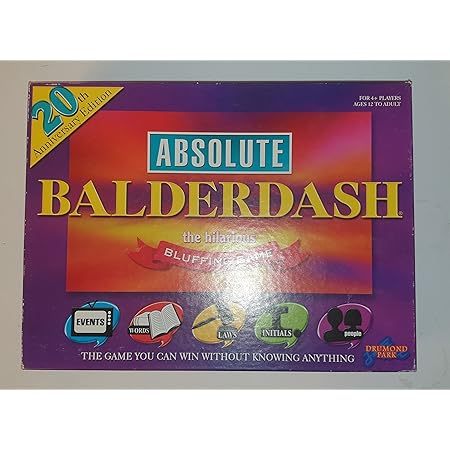 20th
Anniversary Edition
FOR 4+ PLAYERS
AGES 12 TO ADULT
ABSOLUTE
BALDERDASH®
the hilarious
BLUFFING GAME
EVENTS
WORDS
LAWS
INITIALS
people
THE GAME YOU CAN WIN WITHOUT KNOWING ANYTHING
DRUMOND
PARK